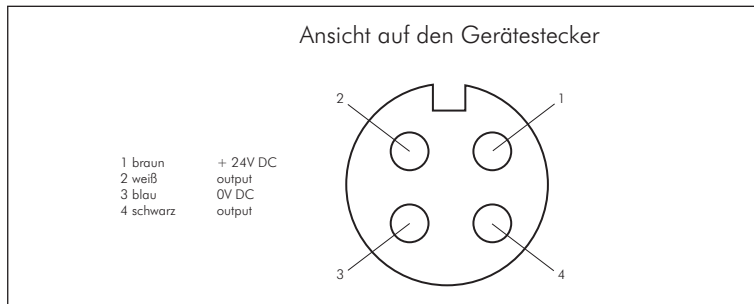 Ansicht auf den Gerätestecker
2
1
1 braun + 24V DC
2 weiß output
3 blau 0V DC
4 schwarz output
3
4